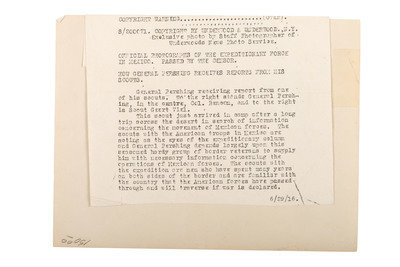 COPYRIGHT WARNING
S/200071. COPYRIGHT BY UNDERWOOD & UNDERWOOD, N.Y.
Exclusive photo by Staff Photographer of
Underwoods News Photo Service.
OFFICIAL PHOTOGRAPHS OF THE EXPEDITIONARY FORCE
IN MEXICO. PASSED BY THE CENSOR.
HOW GENERAL PERSHING RECEIVES REPORTS FROM HIS
SCOUTS.
General Pershing receiving report from one
of his scouts. To the right stands General Persh-
ing, in the centre, Col. and to the right
is Scout
This scout just arrived in camp after a long
trip across the desert in search of information
concerning the movement of Mexican forces. The
scouts with the American forces in Mexico are
acting as the eyes of the expeditionary column
and General Pershing depends largely upon this
seasoned hardy group of border veterans to supply
him with necessary information concerning the
operations of Mexican forces. The scouts with
the expedition are men who have spent many years
on both sides of the border and are familiar with
the country that the American forces have passed
through and will traverse if war is declared.
6/29/16.